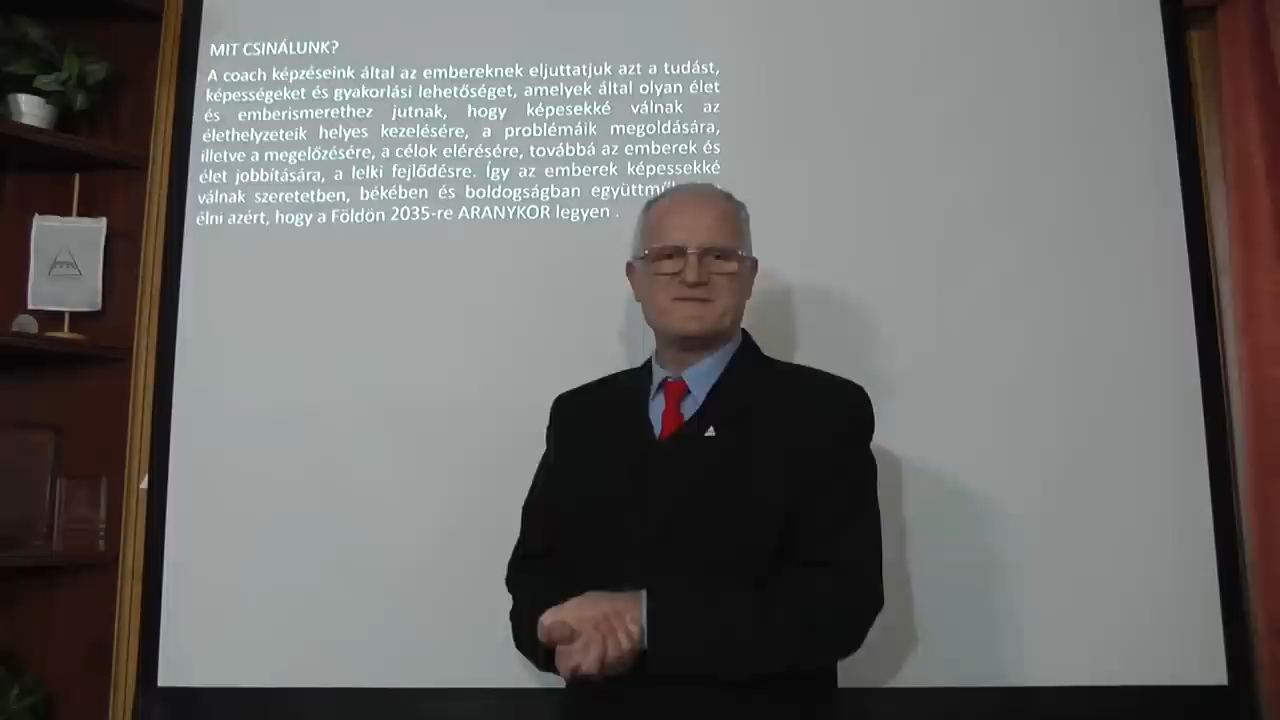 MIT CSINÁLUNK?
A coach képzéseink által az embereknek eljuttatjuk azt a tudást,
képességeket és gyakorlási lehetőséget, amelyek által olyan élet
és emberismerethez jutnak, hogy képesekké válnak az
élethelyzeteik helyes kezelésére, a problémáik megoldására,
illetve a megelőzésére, a célok elérésére, továbbá az emberek és
élet jobbítására, a lelki fejlődésre. Így az emberek képessekké
válnak szeretetben, békében és boldogságban
élni azért, hogy a Földön 2035-re ARANYKOR legyen .